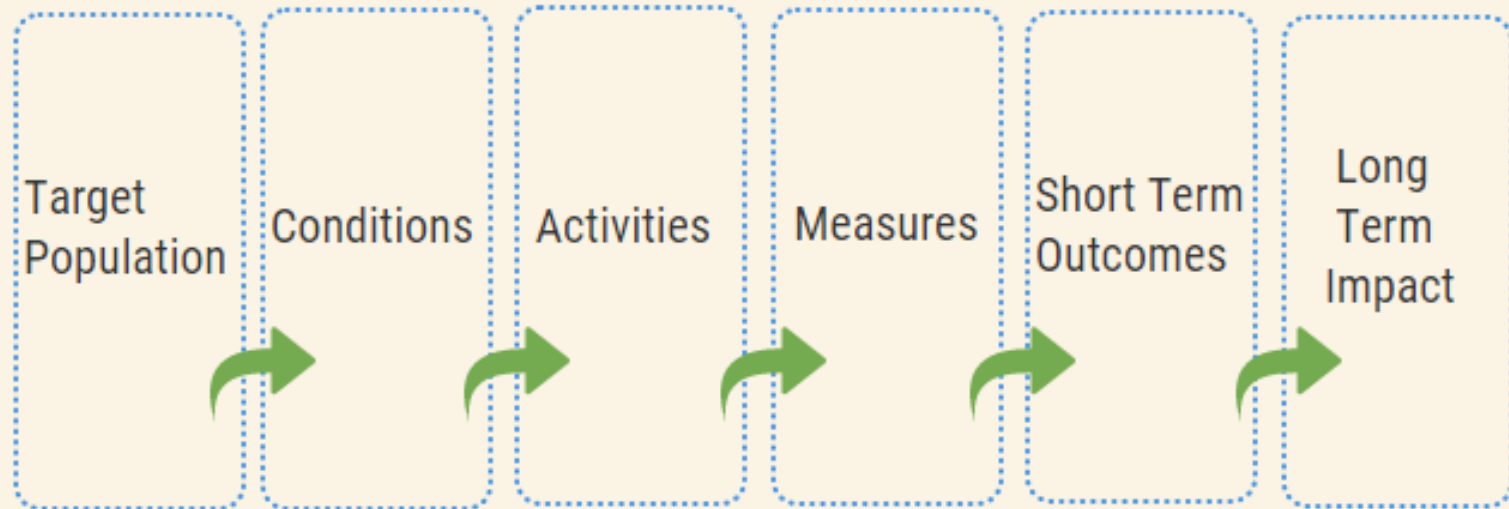 Target
Population
Conditions
Activities
Measures
Short Term
Outcomes
Long
Term
Impact